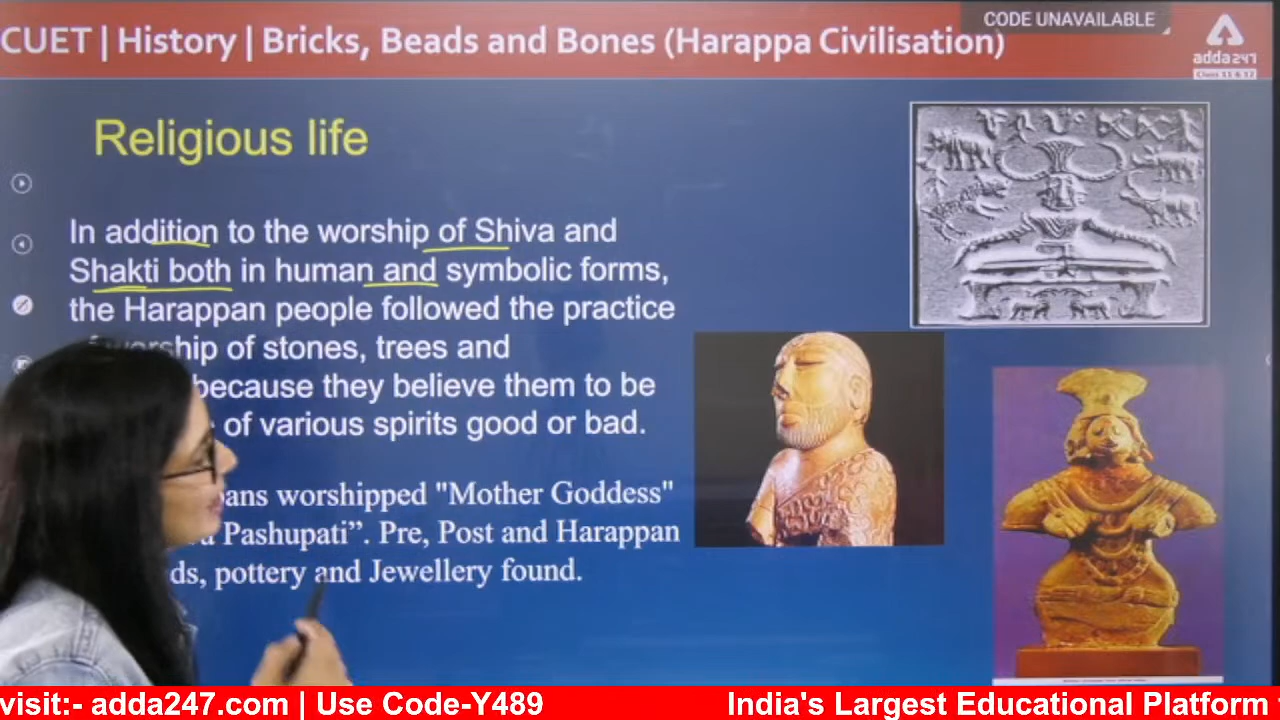 CODE UNAVAILABLE
CUET | History | Bricks, Beads and Bones (Harappa Civilisation)
adda247
Class 11 & 12
Religious life
In addition to the worship of Shiva and
Shakti both in human and symbolic forms,
the Harappan people followed the practice
of stones, trees and
because they believe them to be
of various spirits good or bad.
worshipped "Mother Goddess"
Pashupati”. Pre, Post and Harappan
pottery and Jewellery found.
visit:- adda247.com | Use Code-Y489
India's Largest Educational Platform